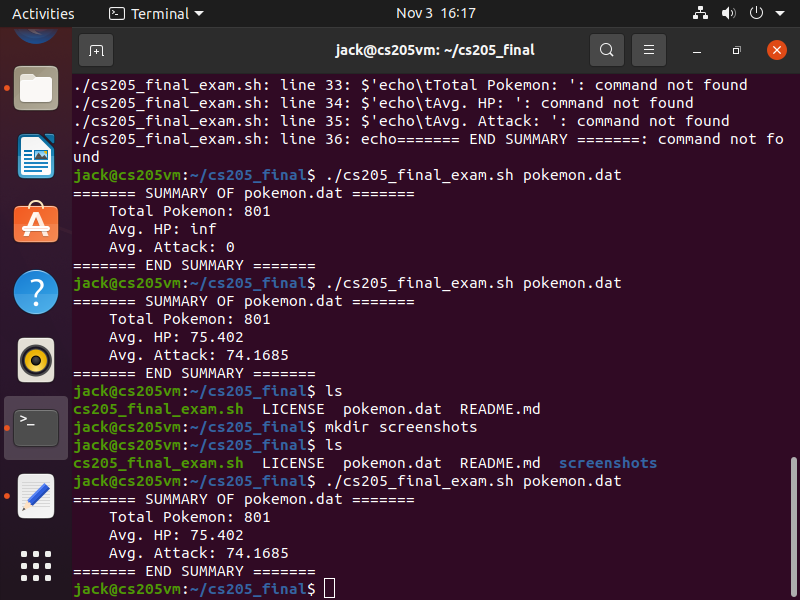 Activities
Terminal
Nov 3 16:17
jack@cs205vm: ~/cs205_final
./cs205_final_exam.sh: line 33: $'echo\tTotal Pokemon: ': command not found
./cs205_final_exam.sh: line 34: $'echo\tAvg. HP: ': command not found
./cs205_final_exam.sh: line 35: $'echo\tAvg. Attack: ': command not found
./cs205_final_exam.sh: line 36: echo======= END SUMMARY =======: command not fo
und
jack@cs205vm:~/cs205_final$ ./cs205_final_exam.sh pokemon.dat
======= SUMMARY OF pokemon.dat =======
    Total Pokemon: 801
    Avg. HP: inf
    Avg. Attack: 0
======= END SUMMARY =======
jack@cs205vm:~/cs205_final$ ./cs205_final_exam.sh pokemon.dat
======= SUMMARY OF pokemon.dat =======
    Total Pokemon: 801
    Avg. HP: 75.402
    Avg. Attack: 74.1685
======= END SUMMARY =======
jack@cs205vm:~/cs205_final$ ls
cs205_final_exam.sh  LICENSE  pokemon.dat  README.md
jack@cs205vm:~/cs205_final$ mkdir screenshots
jack@cs205vm:~/cs205_final$ ls
cs205_final_exam.sh  LICENSE  pokemon.dat  README.md  screenshots
jack@cs205vm:~/cs205_final$ ./cs205_final_exam.sh pokemon.dat
======= SUMMARY OF pokemon.dat =======
    Total Pokemon: 801
    Avg. HP: 75.402
    Avg. Attack: 74.1685
======= END SUMMARY =======
jack@cs205vm:~/cs205_final$